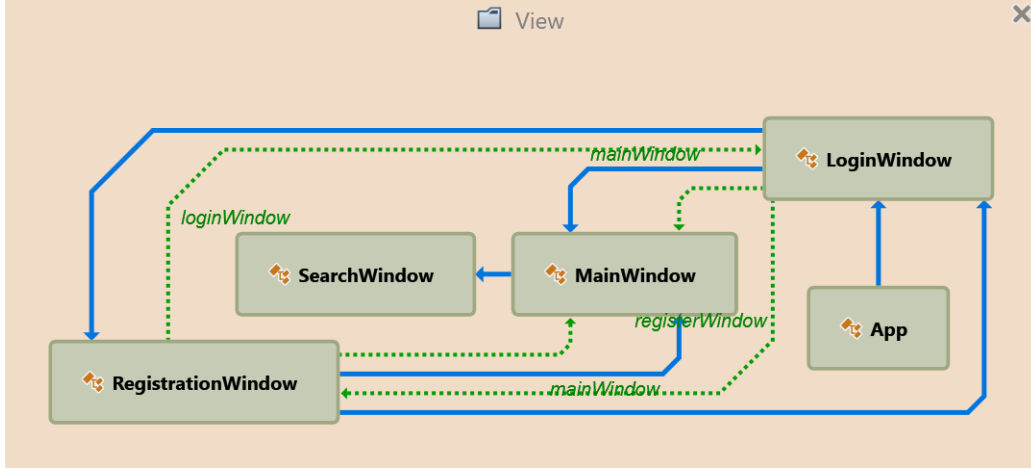 View
mainWindow
LoginWindow
loginWindow
SearchWindow
MainWindow
registerWindow
App
RegistrationWindow
mainWindow